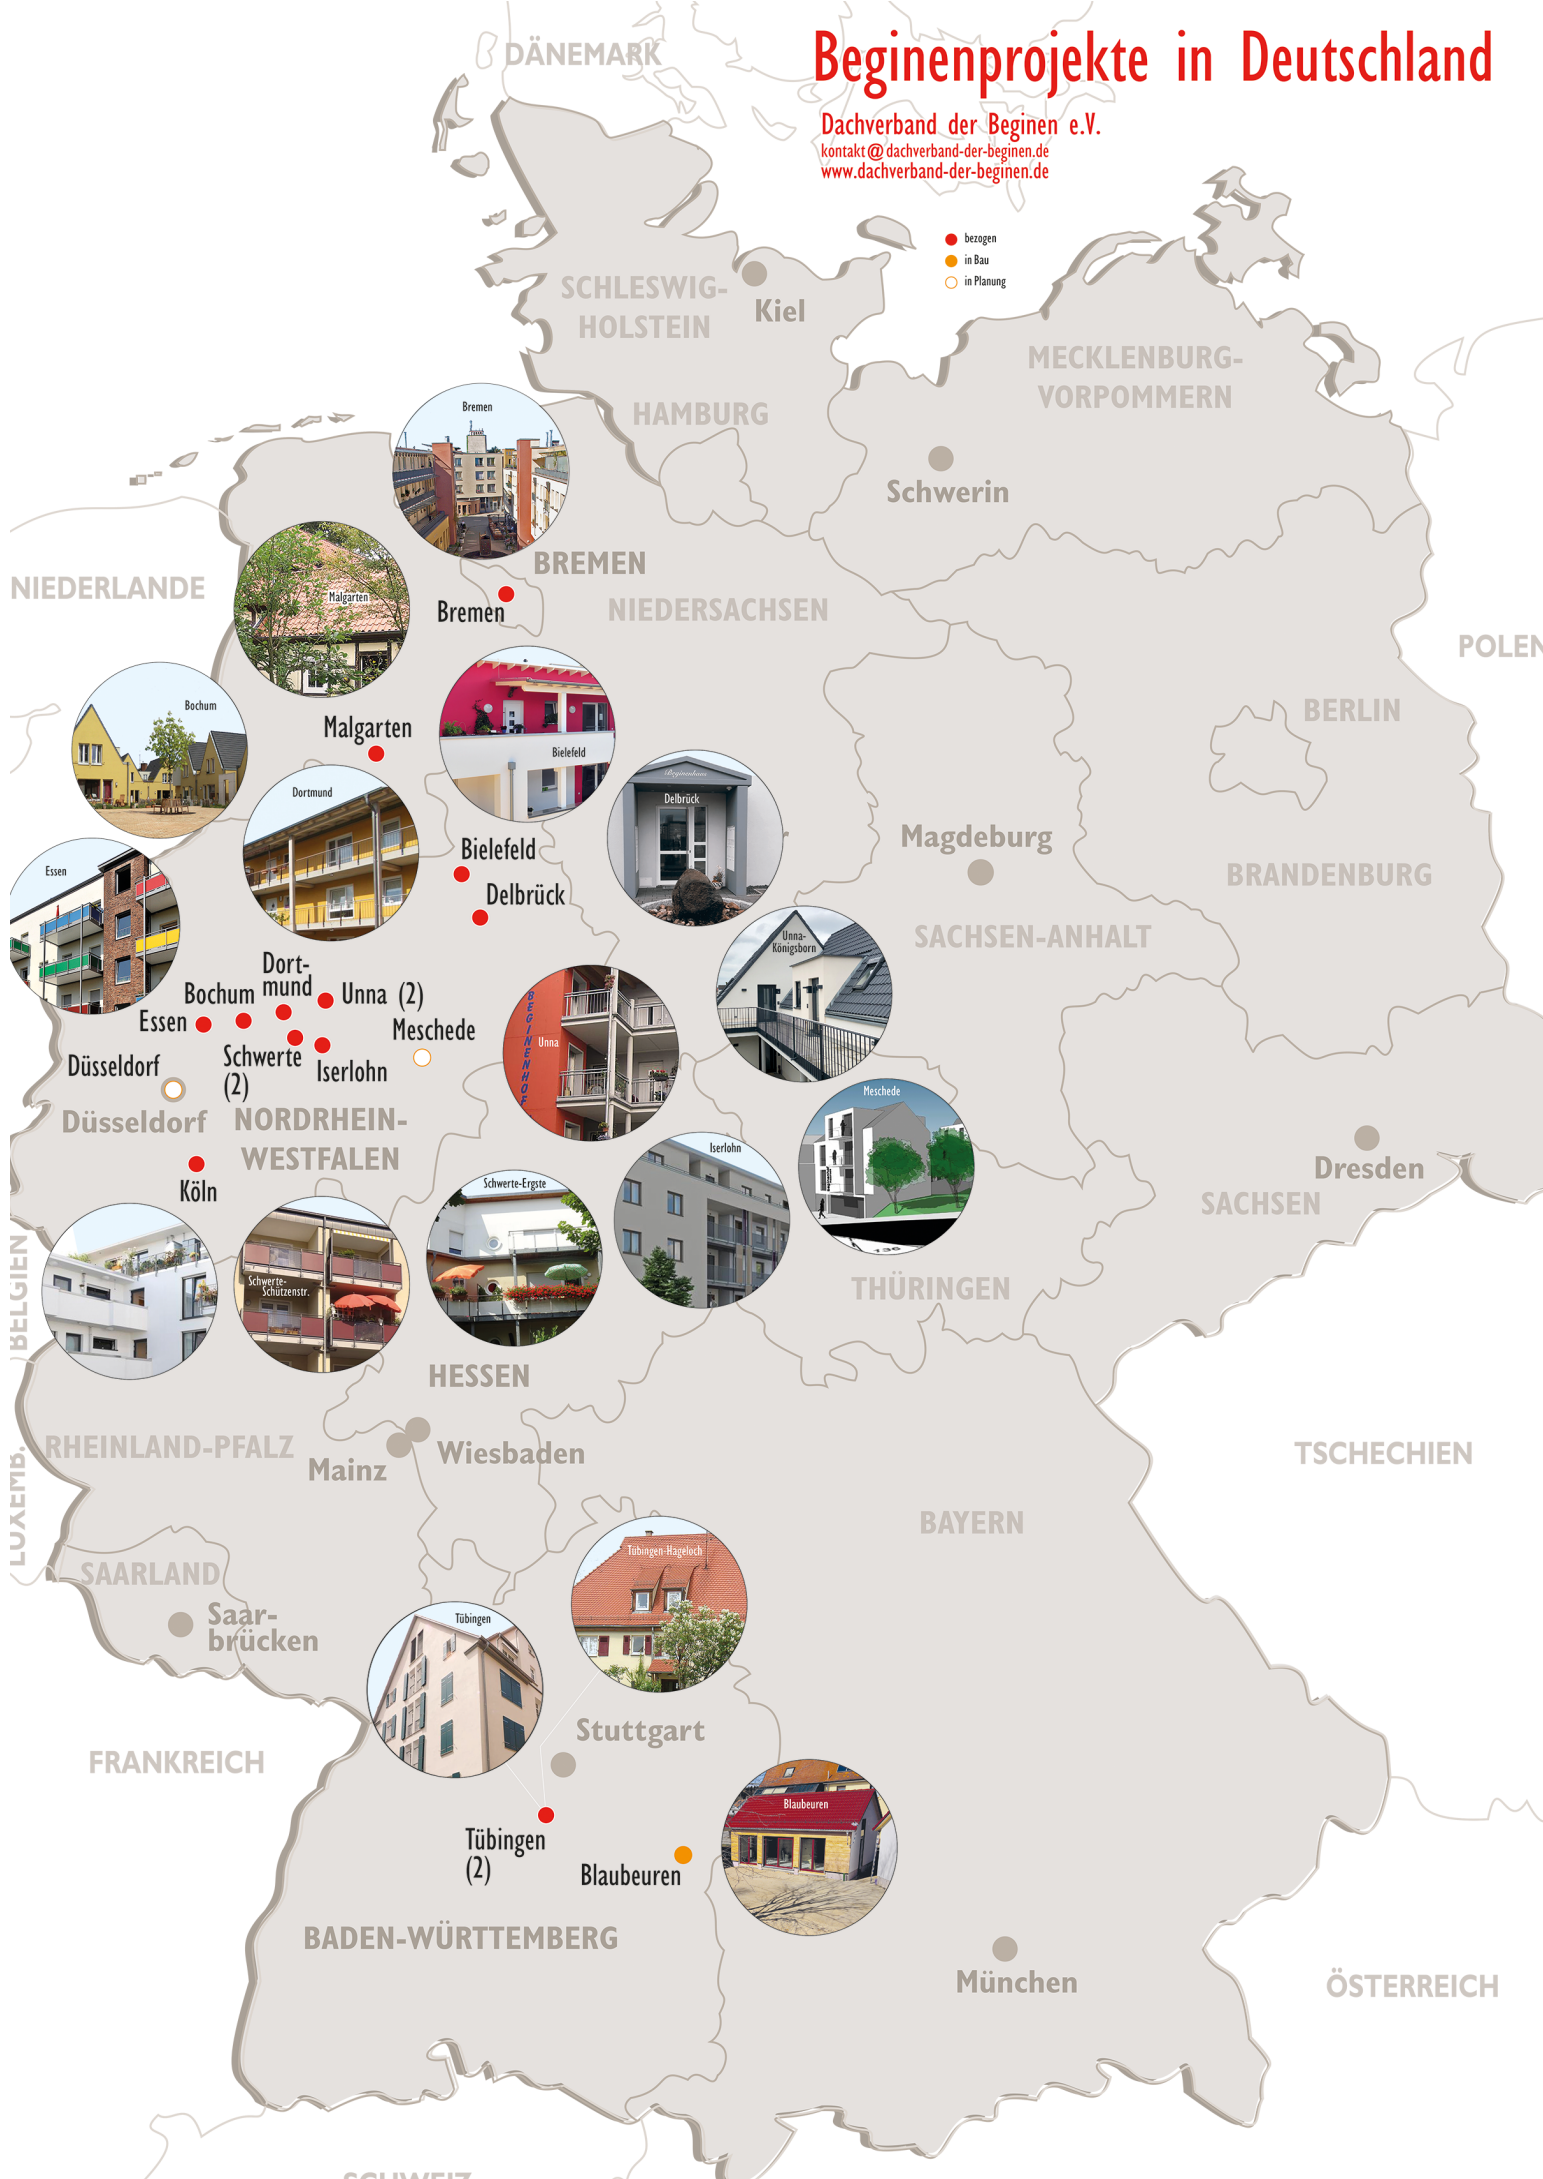 Beginenprojekte in Deutschland
Dachverband der Beginen e.V.
kontakt@dachverband-der-beginen.de
www.dachverband-der-beginen.de
bezogen
in Bau
in Planung
DÄNEMARK
SCHLESWIG-
HOLSTEIN
Kiel
MECKLENBURG-
VORPOMMERN
HAMBURG
Schwerin
Bremen
BREMEN
NIEDERLANDE
Malgarten
Bremen
NIEDERSACHSEN
POLEN
Bochum
Malgarten
BERLIN
Bielefeld
Dortmund
Delbrück
Beginenhaus
Magdeburg
Bielefeld
Essen
Delbrück
BRANDENBURG
SACHSEN-ANHALT
Unna-
Königsborn
Dort-
mund
Bochum
Unna (2)
Essen
Meschede
Schwerte
(2)
Iserlohn
BEGINENHOF
Unna
Düsseldorf
Düsseldorf
NORDRHEIN-
WESTFALEN
Meschede
136
Iserlohn
Dresden
Köln
Schwerte-Ergste
SACHSEN
BELGIEN
Schwerte-
Schützenstr.
THÜRINGEN
HESSEN
RHEINLAND-PFALZ
Mainz
Wiesbaden
TSCHECHIEN
LUXEMB.
BAYERN
SAARLAND
Tübingen-Hageloch
Saar-
brücken
Tübingen
Stuttgart
FRANKREICH
Blaubeuren
Tübingen
(2)
Blaubeuren
BADEN-WÜRTTEMBERG
München
ÖSTERREICH
SCHWEIZ